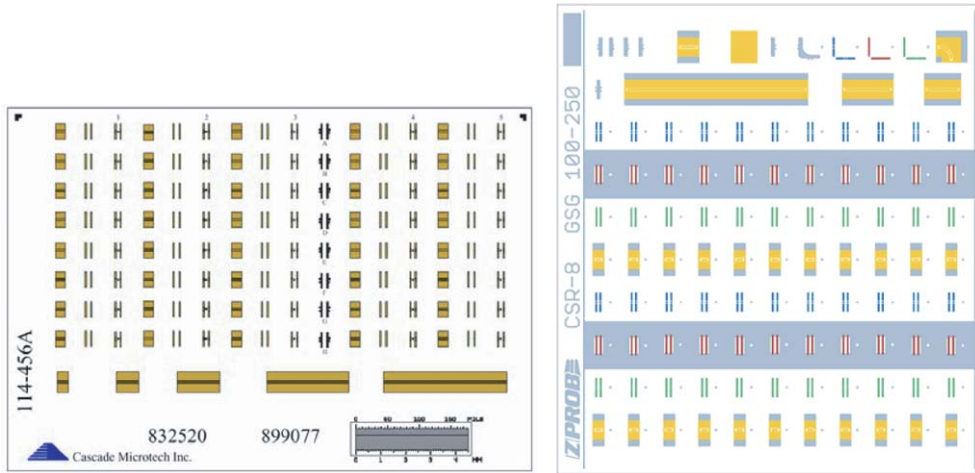 1 2 3 4 5
A
B
C
D
E
F
G
H
114-456A
832520 899077
Cascade Microtech Inc.
0 50 100 150 MILS
0 1 2 3 4 MM
CSR-8 GSG 100-250
ZPROBE